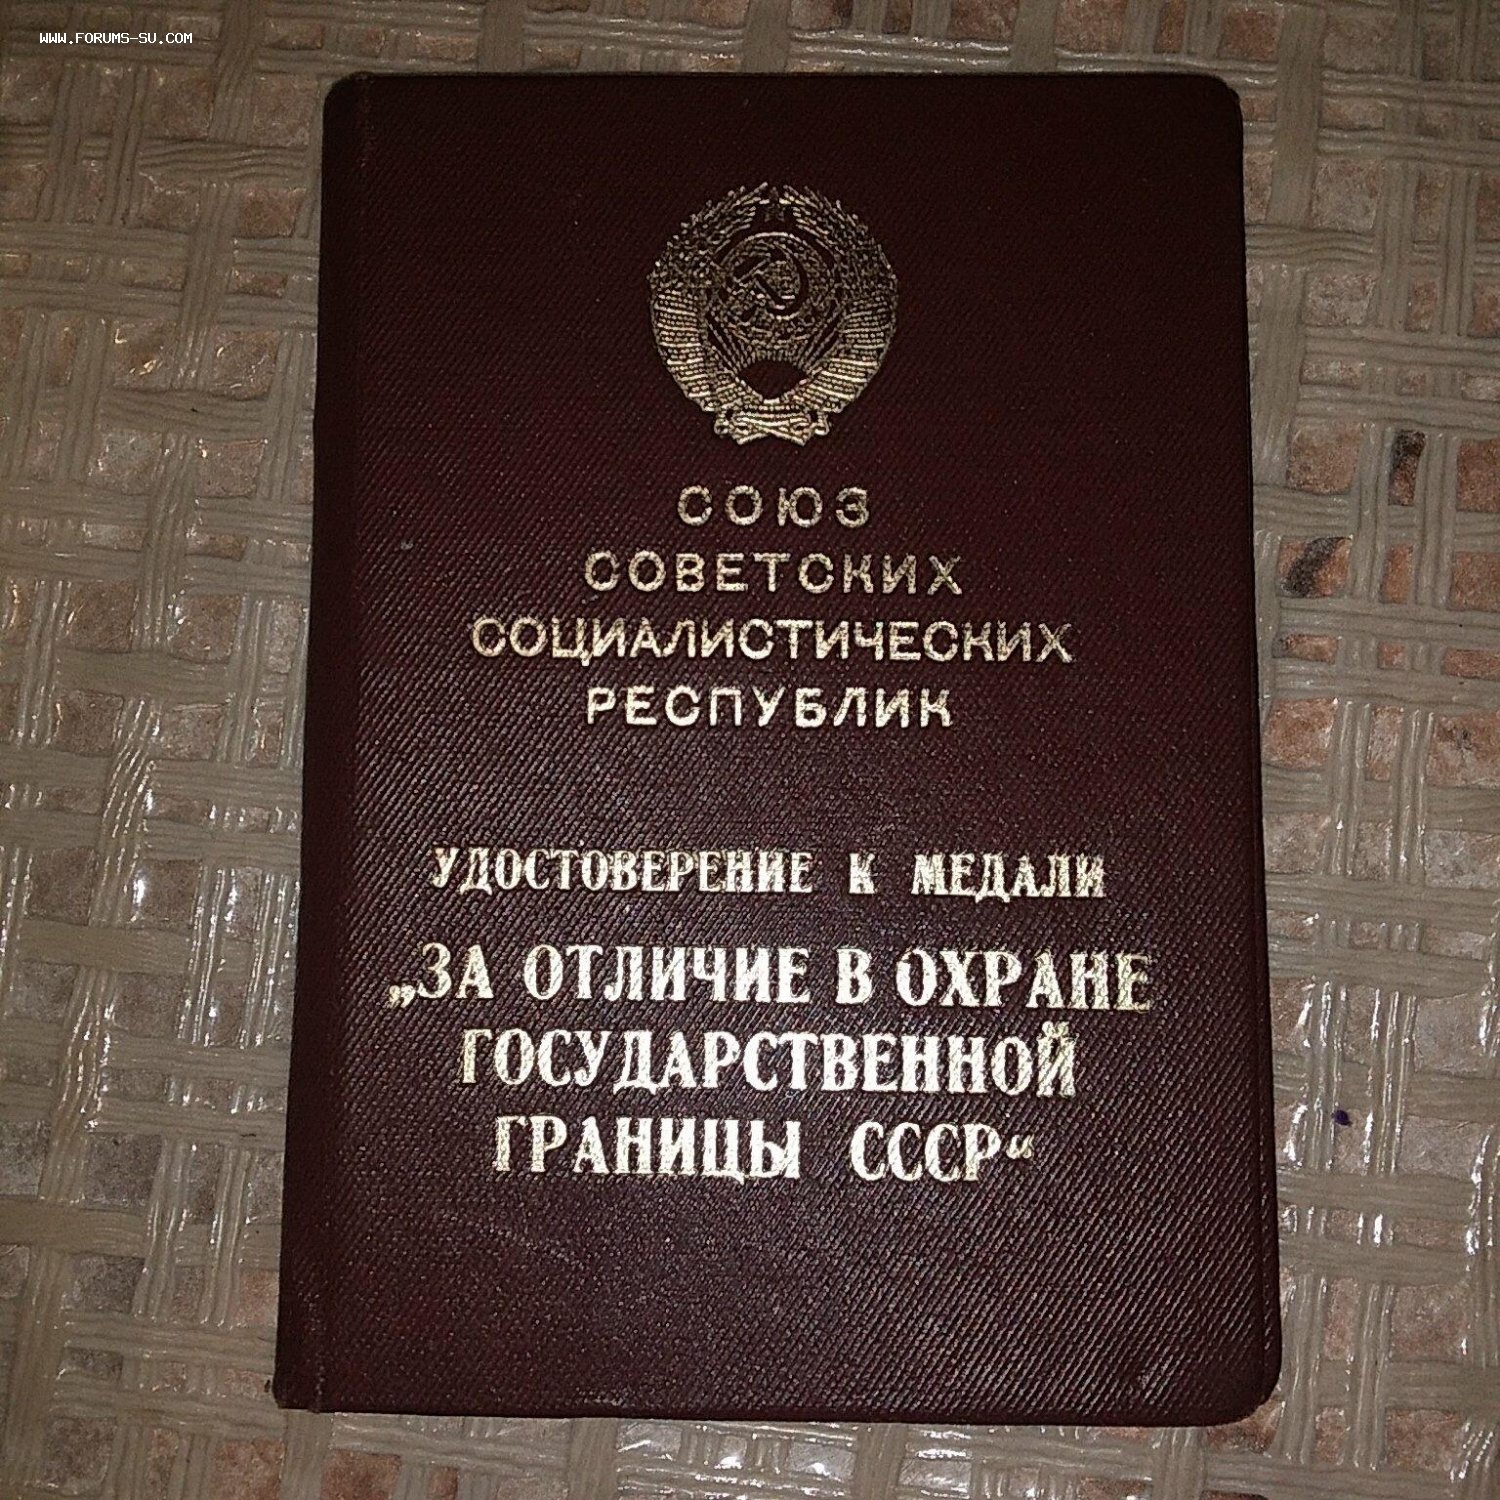 WWW.FORUMS-SU.COM
СОЮЗ
СОВЕТСКИХ
СОЦИАЛИСТИЧЕСКИХ
РЕСПУБЛИК
УДОСТОВЕРЕНИЕ К МЕДАЛИ
„ЗА ОТЛИЧИЕ В ОХРАНЕ
ГОСУДАРСТВЕННОЙ
ГРАНИЦЫ СССР“